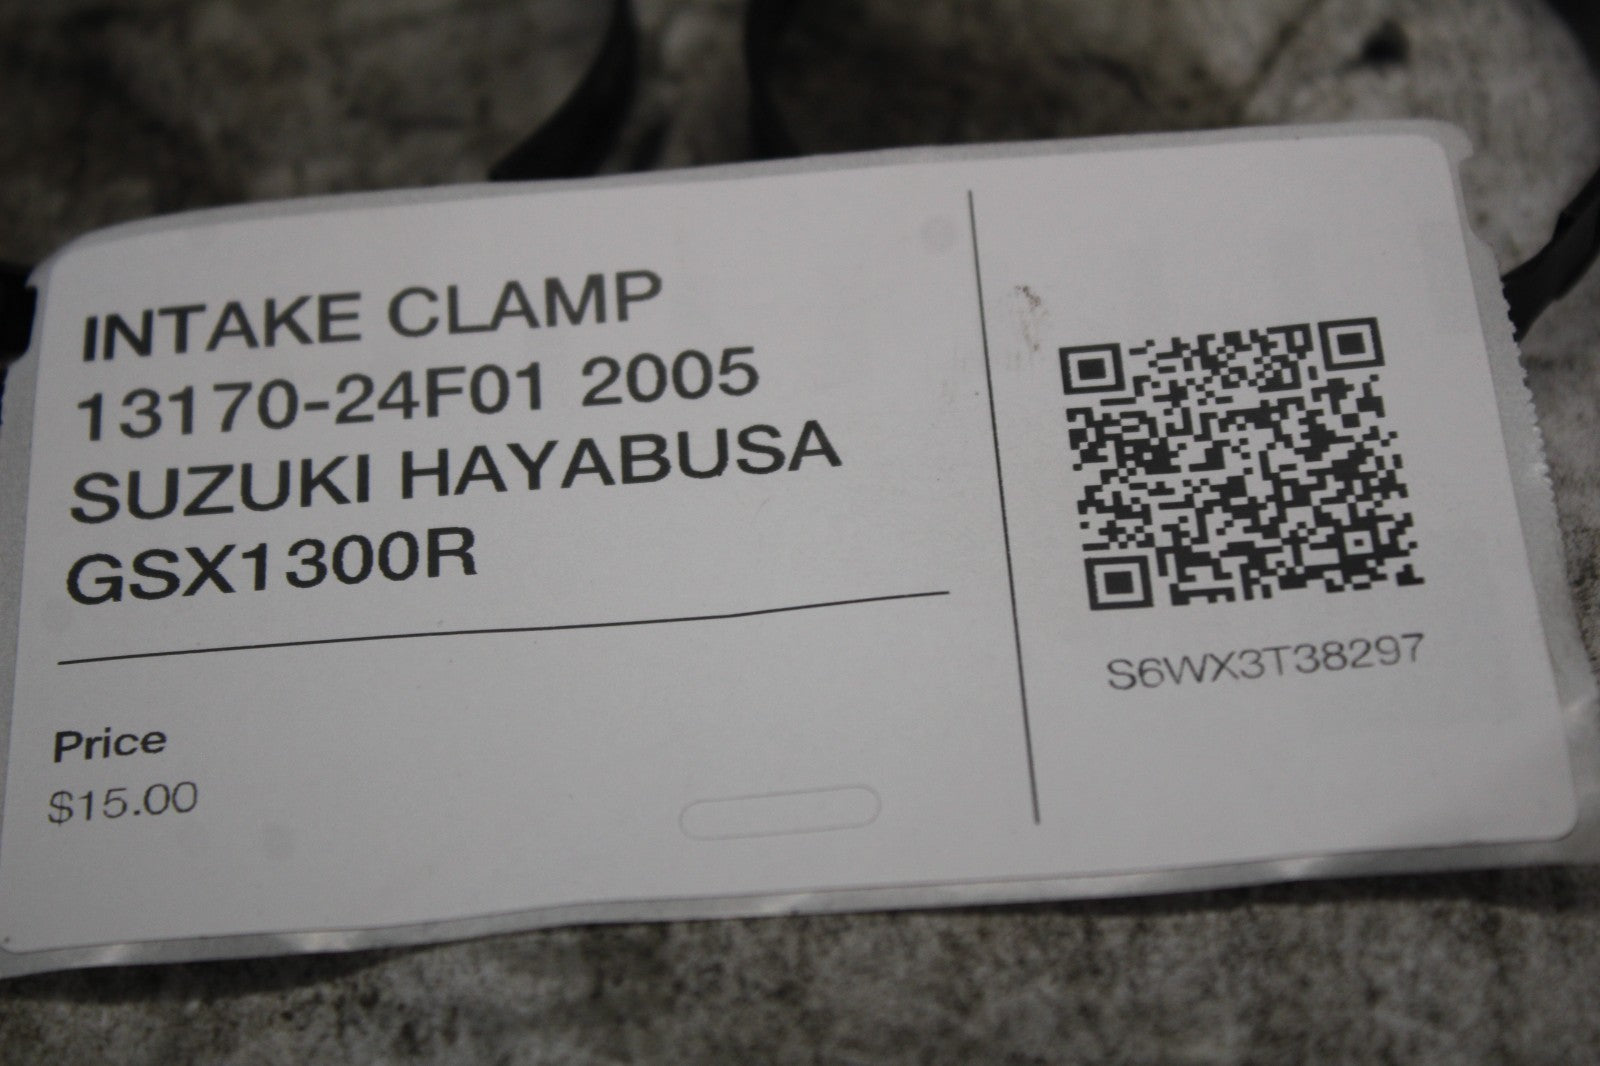 INTAKE CLAMP
13170-24F01 2005
SUZUKI HAYABUSA
GSX1300R
Price
$15.00
S6WX3T38297